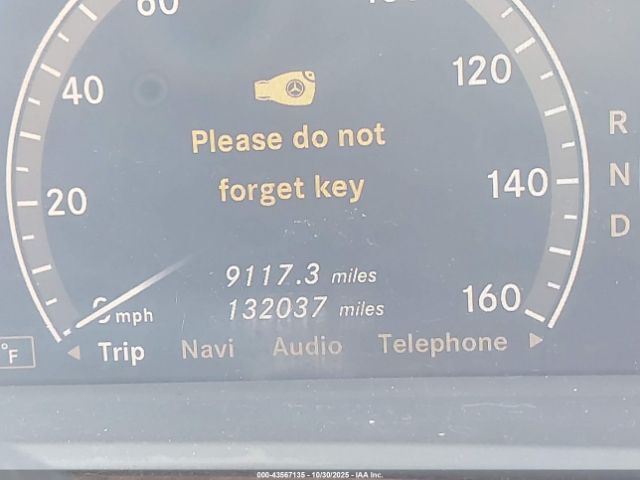 60
40
120
Please do not
R
forget key
140
N
20
D
9117.3 miles
132037 miles
160
mph
°F
Trip Navi Audio Telephone
000-43567135 - 10/30/2025 - IAA Inc.